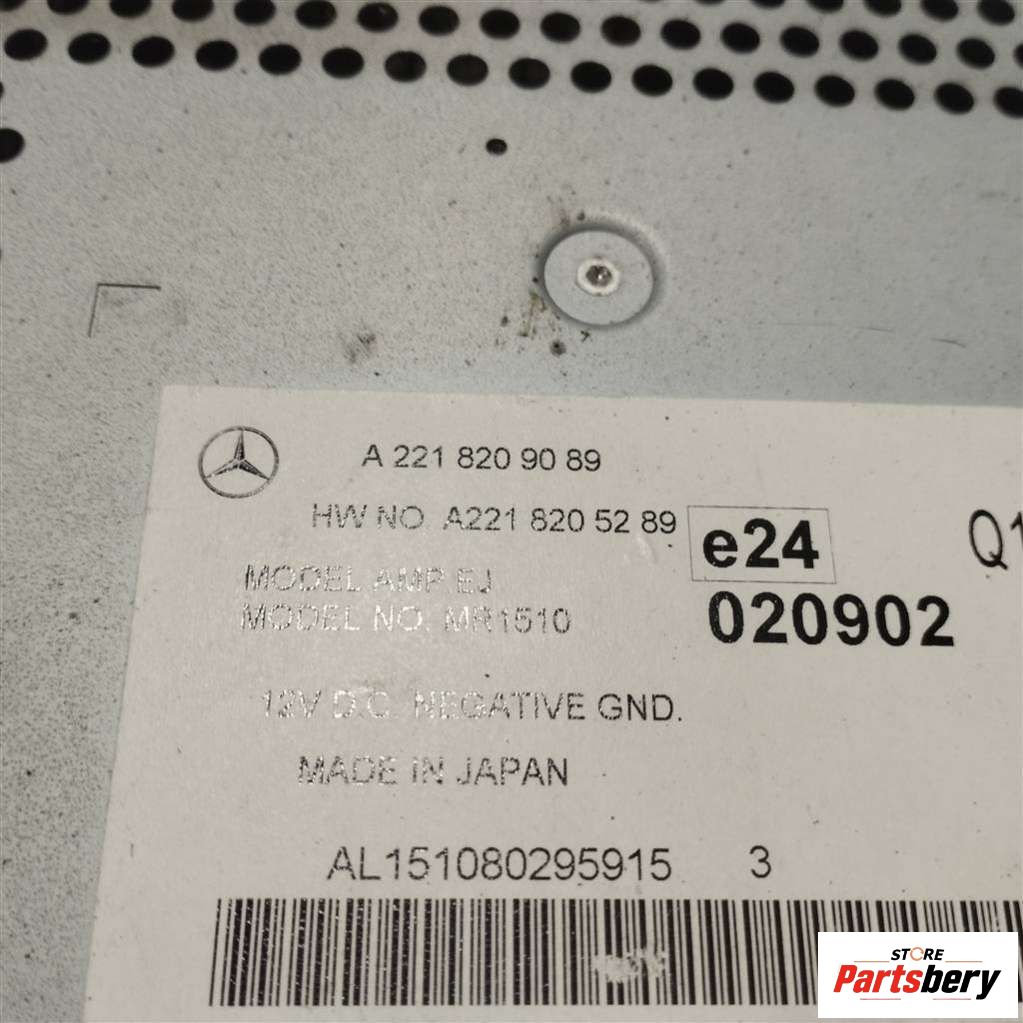 A 221 820 90 89
HW NO. A221 820 52 89
e24
Q1
MODEL AMP EJ
MODEL NO. MR1510
020902
12V D.C. NEGATIVE GND.
MADE IN JAPAN
AL151080295915 3
STORE
Partsbery